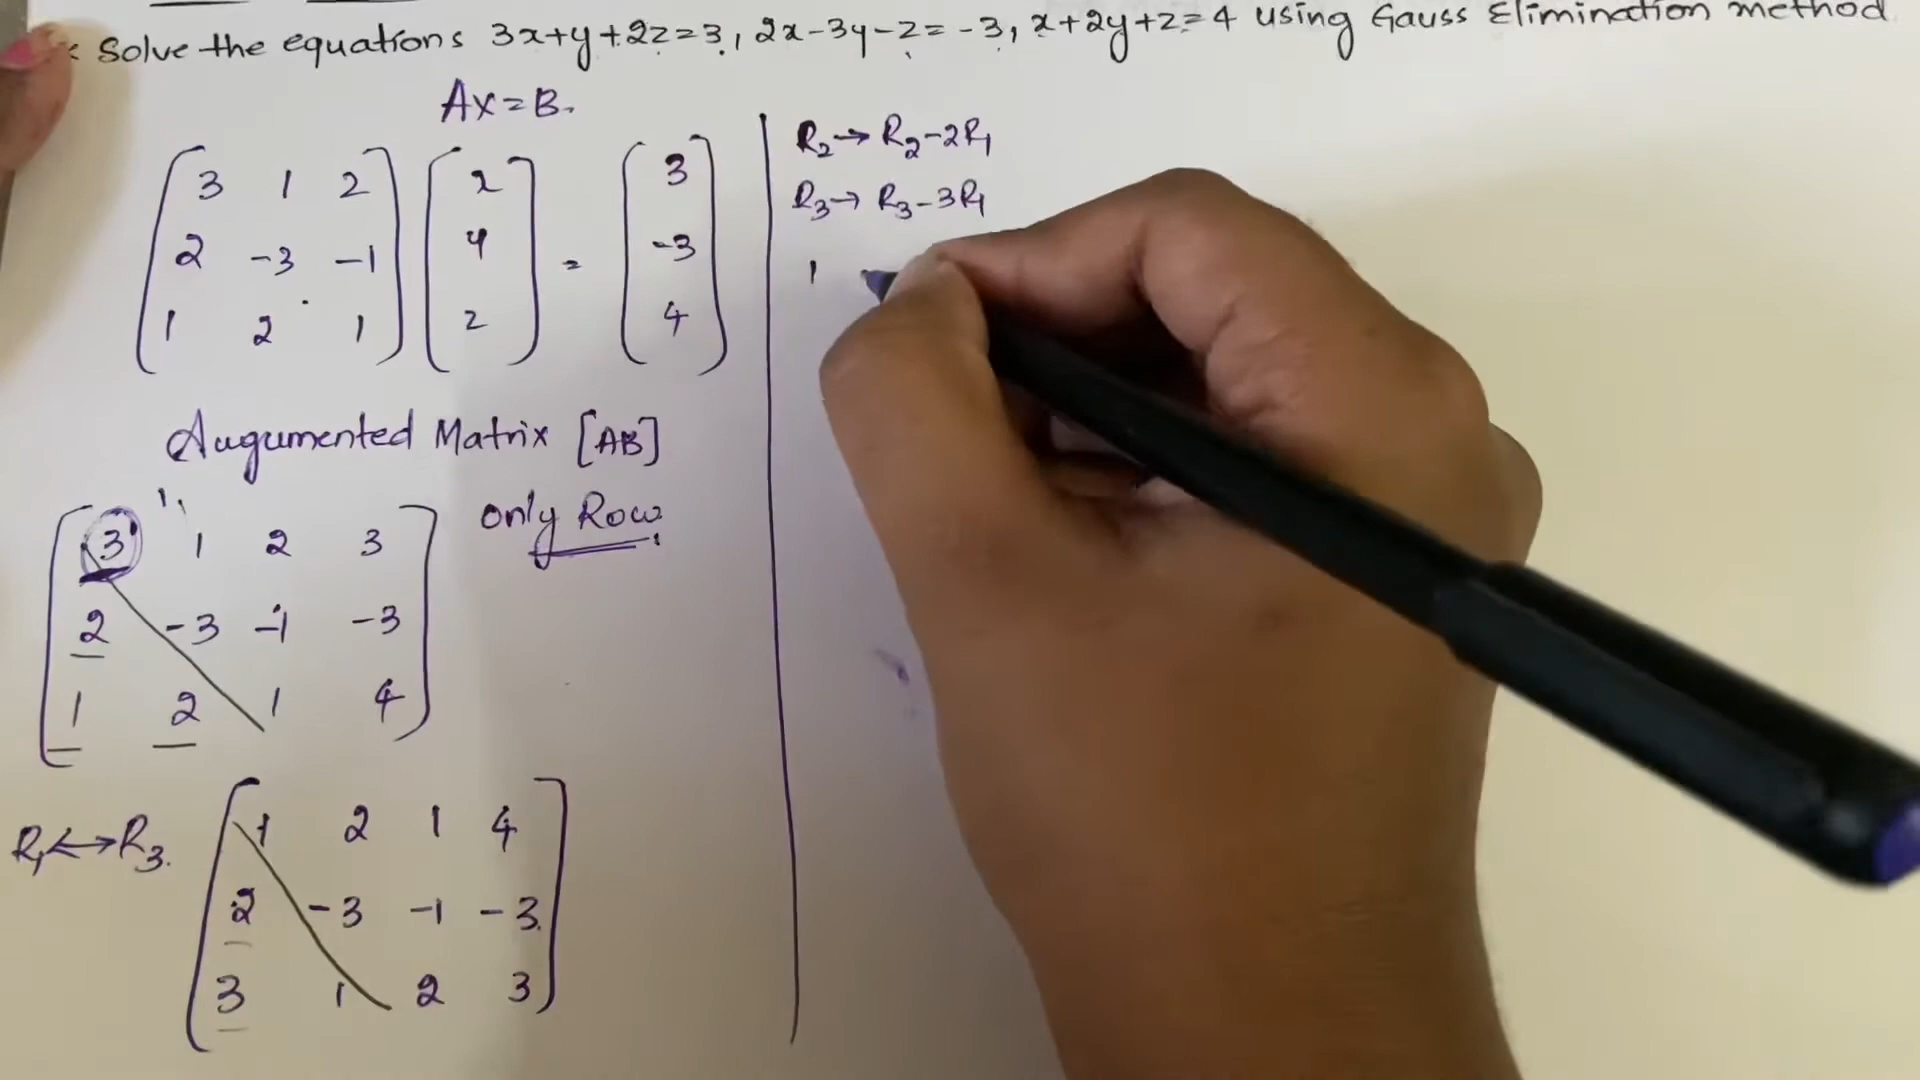 Solve the equations 3x+y+2z=3, 2x-3y-z=-3, x+2y+z=4 using Gauss Elimination method
AX=B.
3 1 2 x 3
2 -3 -1 y = -3
1 2 1 z 4
Augumented Matrix [AB]
3 1 2 3 only Row
2 -3 -1 -3
1 2 1 4
R1↔R3. 1 2 1 4
2 -3 -1 -3
3 1 2 3
R2→R2-2R1
R3→R3-3R1
1